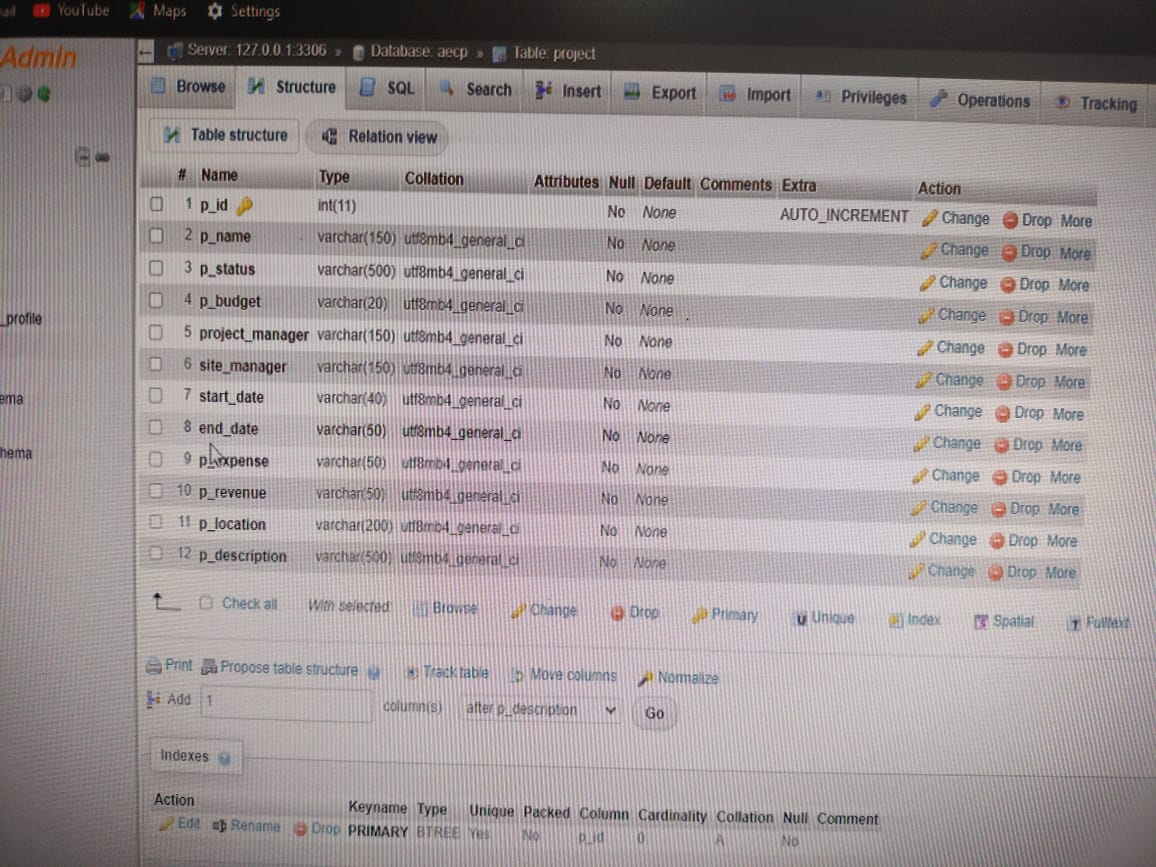 YouTube Maps Settings
Admin
Server: 127.0.0.1:3306 » Database: aecp » Table: project
Browse Structure SQL Search Insert Export Import Privileges Operations Tracking
Table structure Relation view
# Name Type Collation Attributes Null Default Comments Extra Action
1 p_id int(11) No None AUTO_INCREMENT Change Drop More
2 p_name varchar(150) utf8mb4_general_ci No None Change Drop More
3 p_status varchar(500) utf8mb4_general_ci No None Change Drop More
4 p_budget varchar(20) utf8mb4_general_ci No None Change Drop More
_profile
5 project_manager varchar(150) utf8mb4_general_ci No None Change Drop More
6 site_manager varchar(150) utf8mb4_general_ci No None Change Drop More
ema
7 start_date varchar(40) utf8mb4_general_ci No None Change Drop More
8 end_date varchar(50) utf8mb4_general_ci No None Change Drop More
hema
9 p_expense varchar(50) utf8mb4_general_ci No None Change Drop More
10 p_revenue varchar(50) utf8mb4_general_ci No None Change Drop More
11 p_location varchar(200) utf8mb4_general_ci No None Change Drop More
12 p_description varchar(500) utf8mb4_general_ci No None Change Drop More
Check all With selected: Browse Change Drop Primary Unique Index Spatial Fulltext
Print Propose table structure Track table Move columns Normalize
Add 1 column(s) after p_description Go
Indexes
Action Keyname Type Unique Packed Column Cardinality Collation Null Comment
Edit Rename Drop PRIMARY BTREE Yes No p_id 0 A No